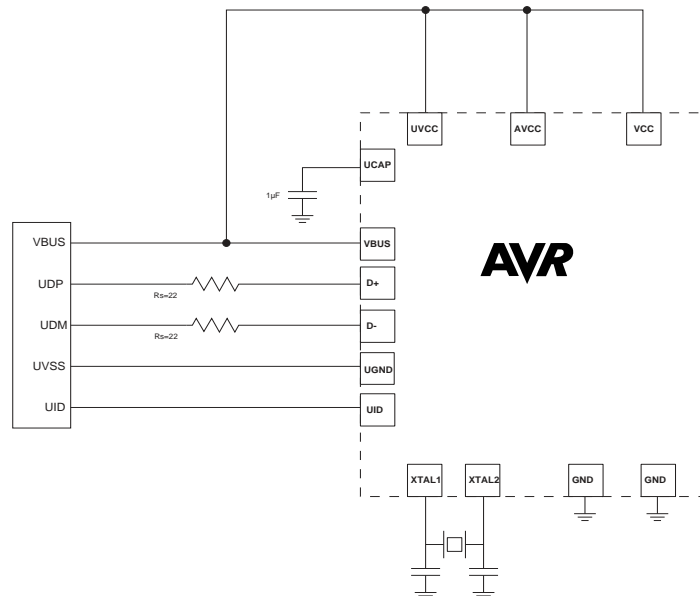 UVCC
AVCC
VCC
UCAP
1µF
VBUS
VBUS
AVR
UDP
Rs=22
D+
UDM
Rs=22
D-
UVSS
UGND
UID
UID
XTAL1
XTAL2
GND
GND